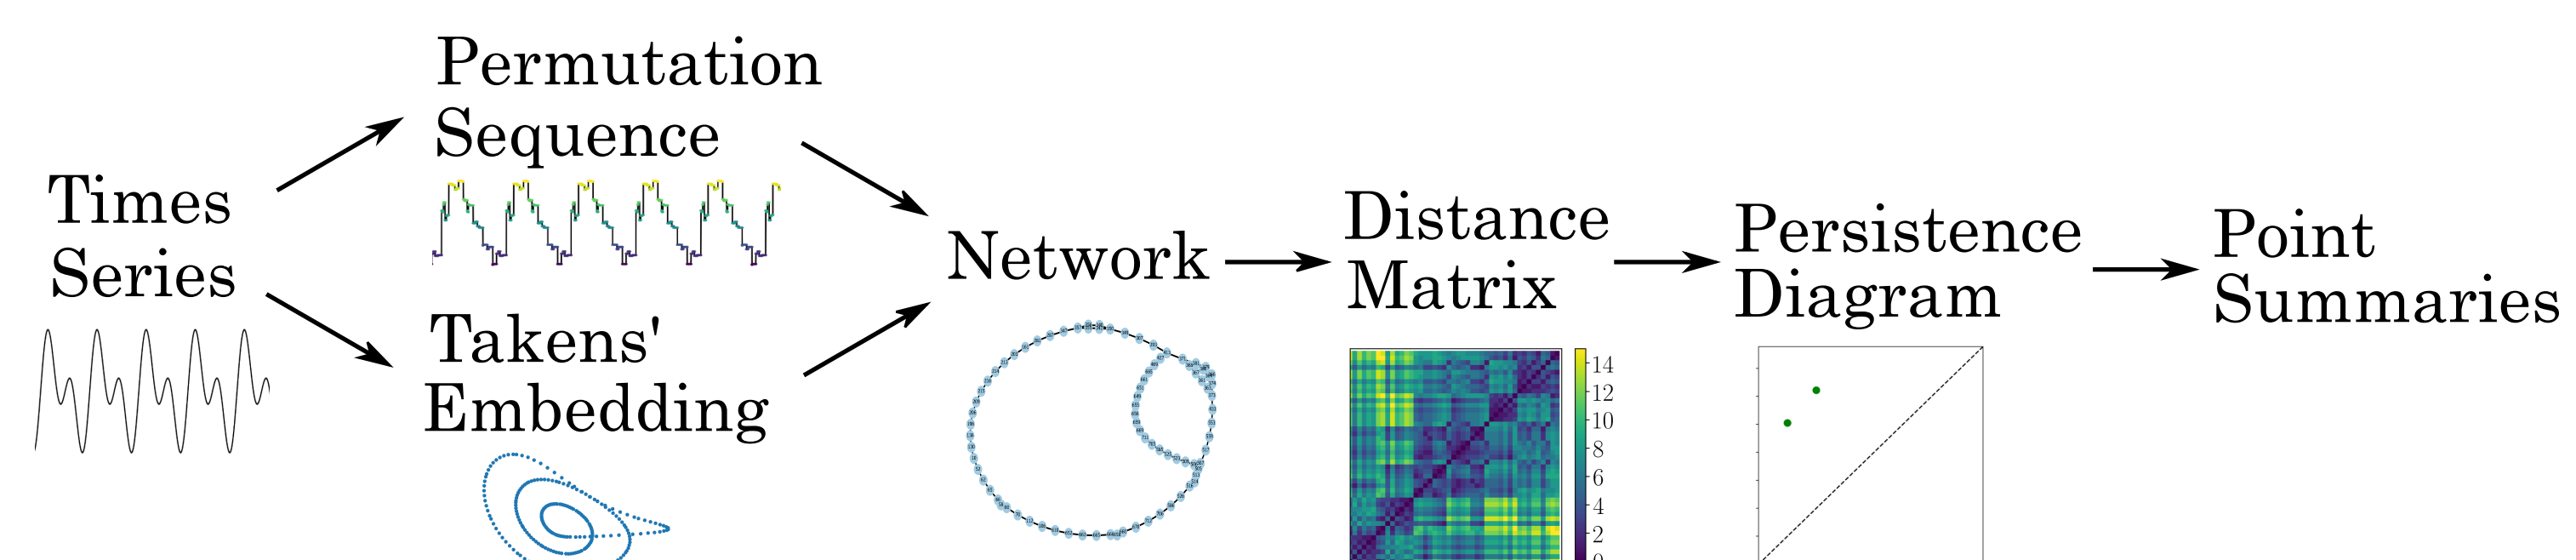 Permutation
Sequence
Times
Series
Takens'
Embedding
Network
Distance
Matrix
14
12
10
8
6
4
2
0
Persistence
Diagram
Point
Summaries